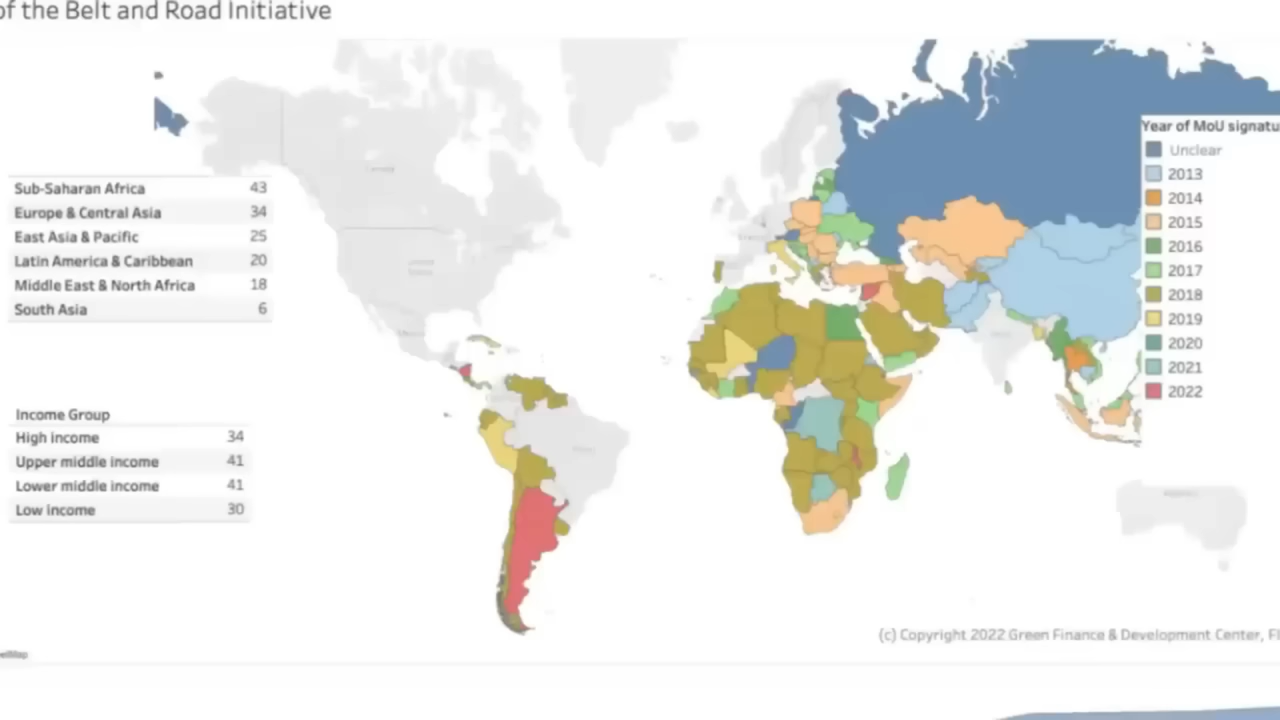 of the Belt and Road Initiative
Year of MoU signatu
Unclear
2013
2014
2015
2016
2017
2018
2019
2020
2021
2022
Sub-Saharan Africa 43
Europe & Central Asia 34
East Asia & Pacific 25
Latin America & Caribbean 20
Middle East & North Africa 18
South Asia 6
Income Group
High income 34
Upper middle income 41
Lower middle income 41
Low income 30
(c) Copyright 2022 Green Finance & Development Center, F